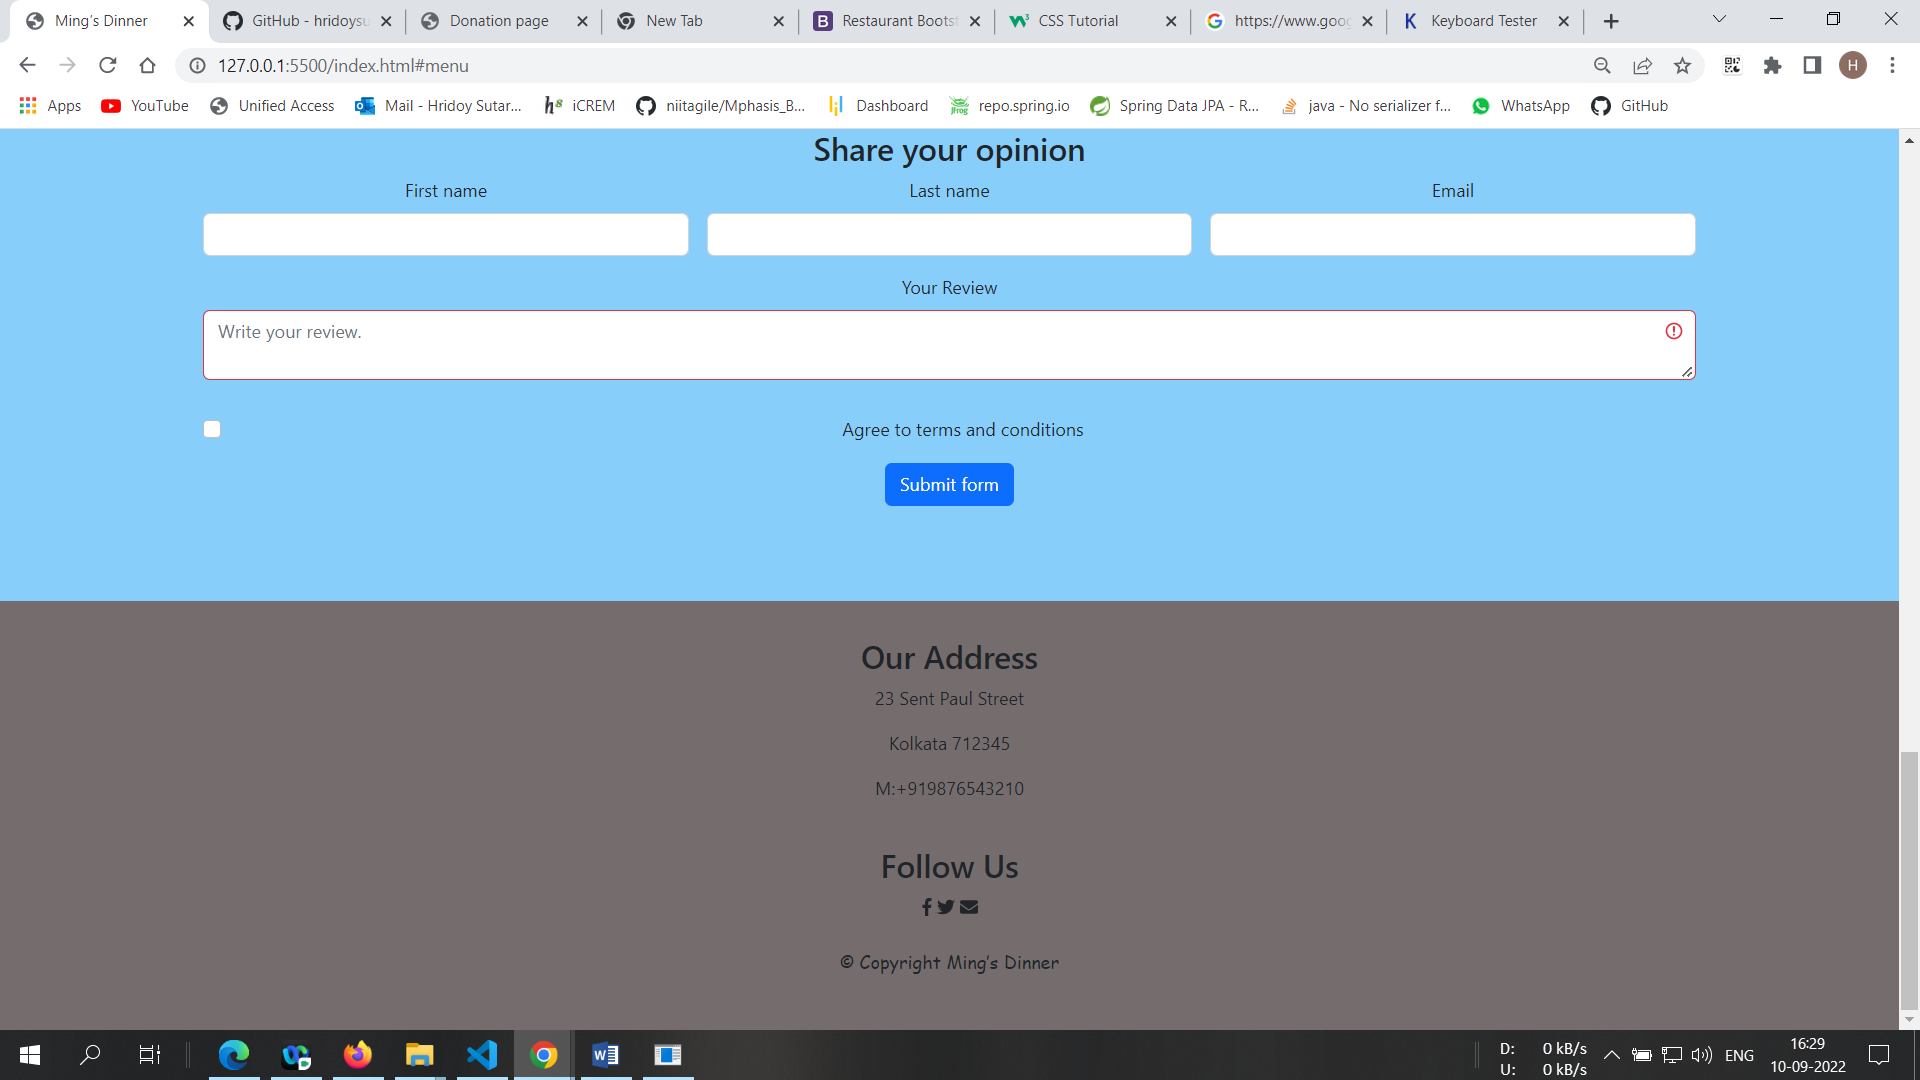 Ming's Dinner GitHub - hridoysu Donation page New Tab Restaurant Bootst CSS Tutorial https://www.goog Keyboard Tester
127.0.0.1:5500/index.html#menu H
Apps YouTube Unified Access Mail - Hridoy Sutar... iCREM niitagile/Mphasis_B... Dashboard repo.spring.io Spring Data JPA - R... java - No serializer f... WhatsApp GitHub
Share your opinion
First name Last name Email
Your Review
Write your review.
Agree to terms and conditions
Submit form
Our Address
23 Sent Paul Street
Kolkata 712345
M:+919876543210
Follow Us
© Copyright Ming's Dinner
D: 0 kB/s
U: 0 kB/s
ENG
16:29
10-09-2022